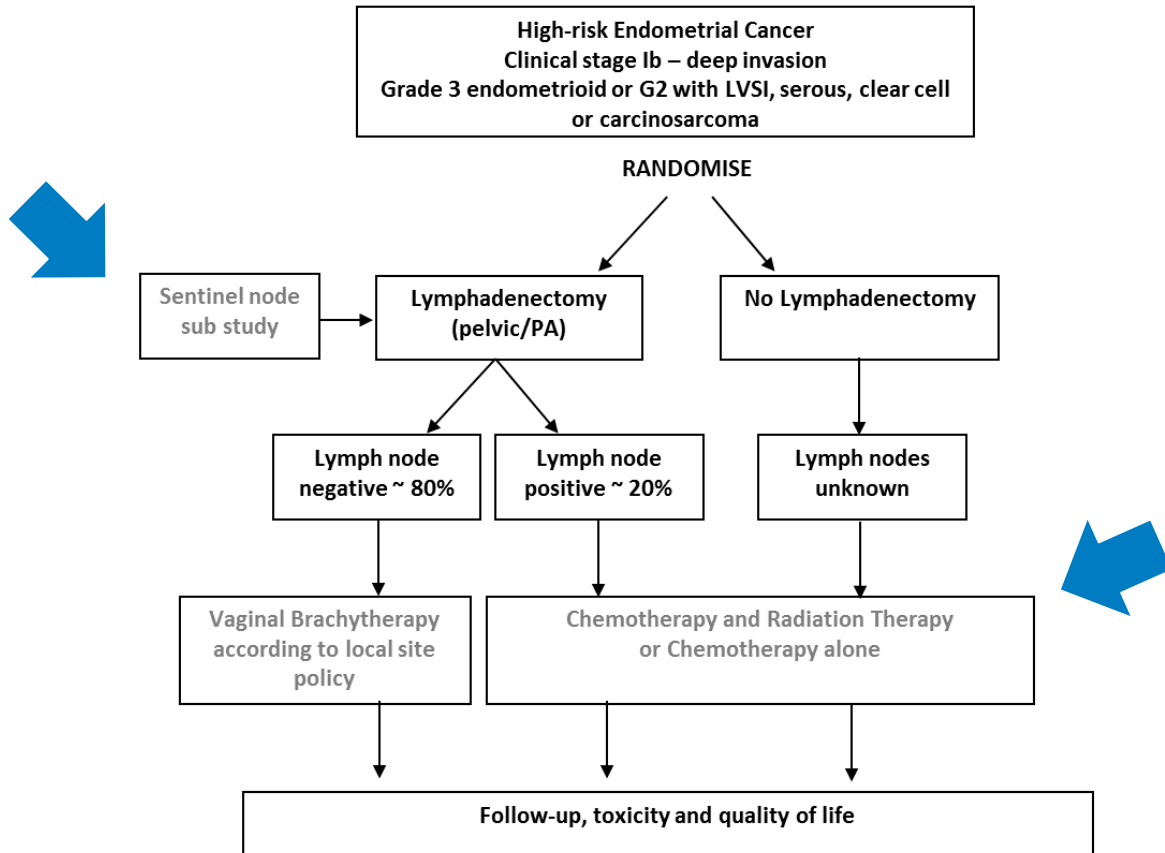 High-risk Endometrial Cancer
Clinical stage Ib – deep invasion
Grade 3 endometrioid or G2 with LVSI, serous, clear cell
or carcinosarcoma
RANDOMISE
Sentinel node
sub study
Lymphadenectomy
(pelvic/PA)
No Lymphadenectomy
Lymph node
negative ~ 80%
Lymph node
positive ~ 20%
Lymph nodes
unknown
Vaginal Brachytherapy
according to local site
policy
Chemotherapy and Radiation Therapy
or Chemotherapy alone
Follow-up, toxicity and quality of life